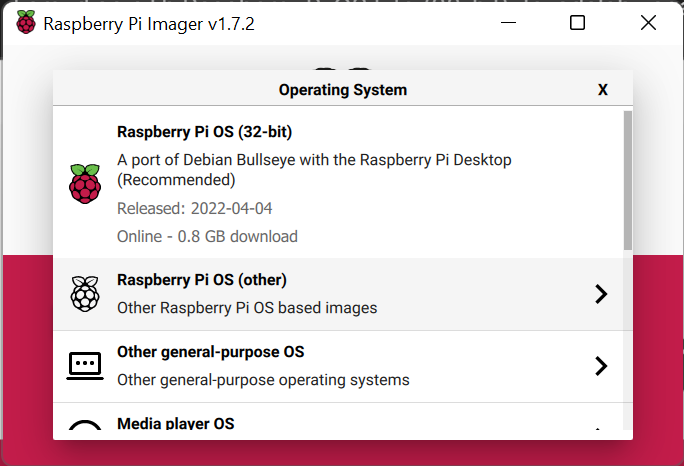 Raspberry Pi Imager v1.7.2
Operating System
X
Raspberry Pi OS (32-bit)
A port of Debian Bullseye with the Raspberry Pi Desktop
(Recommended)
Released: 2022-04-04
Online - 0.8 GB download
Raspberry Pi OS (other)
Other Raspberry Pi OS based images
Other general-purpose OS
Other general-purpose operating systems
Media player OS